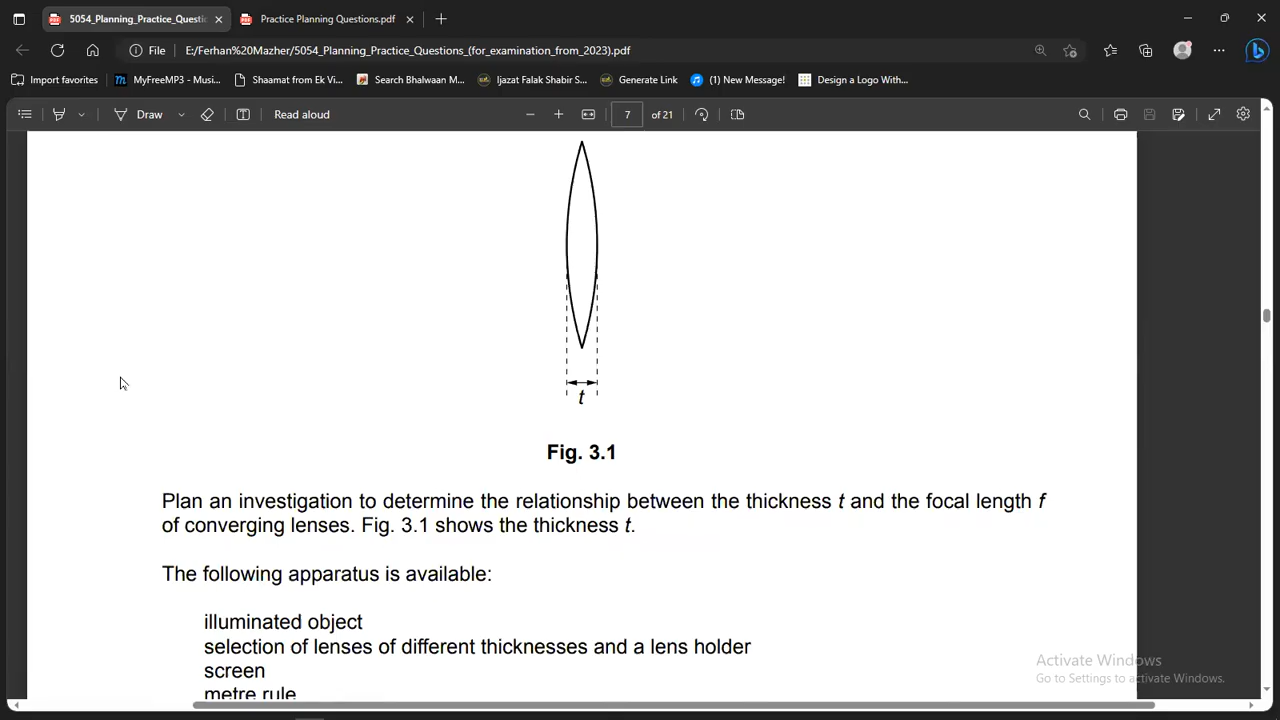 5054_Planning_Practice_Questi
Practice Planning Questions.pdf
File
E:/Ferhan%20Mazher/5054_Planning_Practice_Questions_(for_examination_from_2023).pdf
Import favorites
MyFreeMP3 - Musi...
Shaamat from Ek Vi...
Search Bhalwaan M...
Ijazat Falak Shabir S...
Generate Link
(1) New Message!
Design a Logo With...
Draw
Read aloud
7 of 21
t
Fig. 3.1
Plan an investigation to determine the relationship between the thickness t and the focal length f
of converging lenses. Fig. 3.1 shows the thickness t.
The following apparatus is available:
illuminated object
selection of lenses of different thicknesses and a lens holder
screen
metre rule
Activate Windows
Go to Settings to activate Windows.